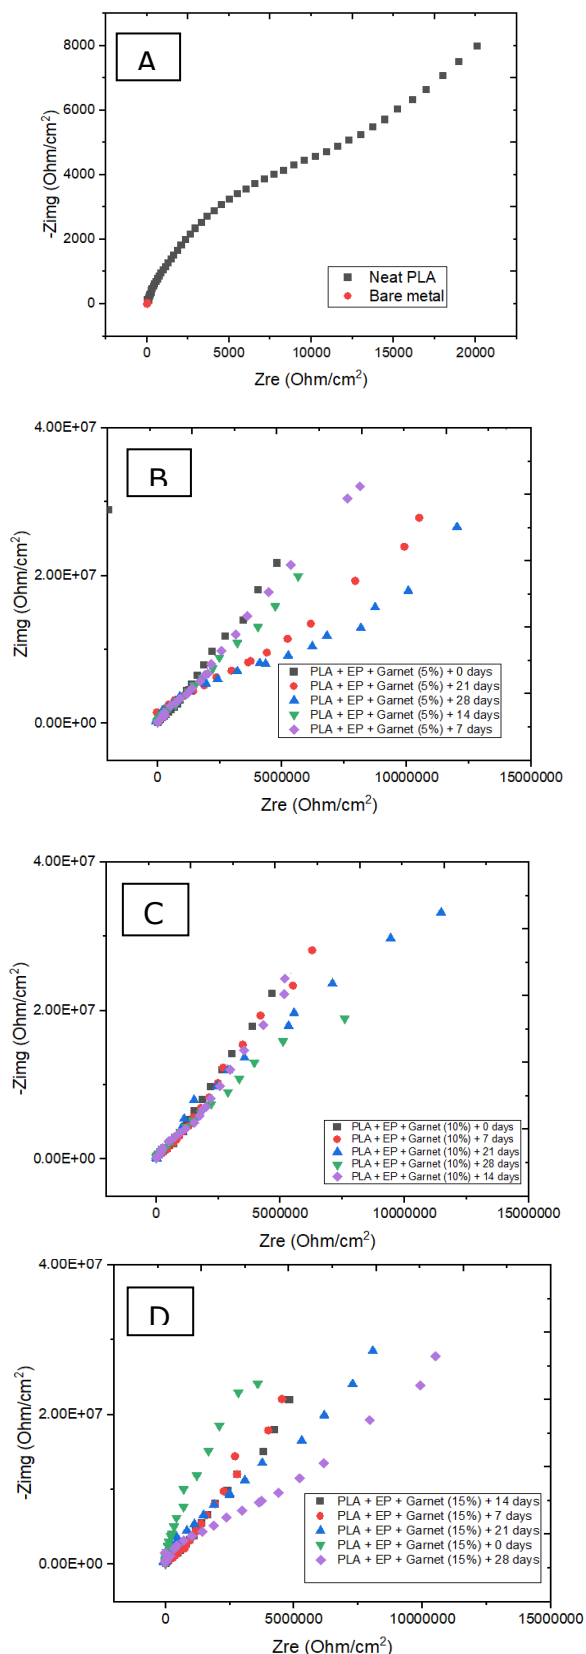 A
8000
6000
4000
2000
0
-Zimg (Ohm/cm²)
Neat PLA
Bare metal
0 5000 10000 15000 20000
Zre (Ohm/cm²)
B
4.00E+07
2.00E+07
0.00E+00
Zimg (Ohm/cm²)
PLA + EP + Garnet (5%) + 0 days
PLA + EP + Garnet (5%) + 21 days
PLA + EP + Garnet (5%) + 28 days
PLA + EP + Garnet (5%) + 14 days
PLA + EP + Garnet (5%) + 7 days
0 5000000 10000000 15000000
Zre (Ohm/cm²)
C
4.00E+07
2.00E+07
0.00E+00
-Zimg (Ohm/cm²)
PLA + EP + Garnet (10%) + 0 days
PLA + EP + Garnet (10%) + 7 days
PLA + EP + Garnet (10%) + 21 days
PLA + EP + Garnet (10%) + 28 days
PLA + EP + Garnet (10%) + 14 days
0 5000000 10000000 15000000
Zre (Ohm/cm²)
D
4.00E+07
2.00E+07
0.00E+00
-Zimg (Ohm/cm²)
PLA + EP + Garnet (15%) + 14 days
PLA + EP + Garnet (15%) + 7 days
PLA + EP + Garnet (15%) + 21 days
PLA + EP + Garnet (15%) + 0 days
PLA + EP + Garnet (15%) + 28 days
0 5000000 10000000 15000000
Zre (Ohm/cm²)